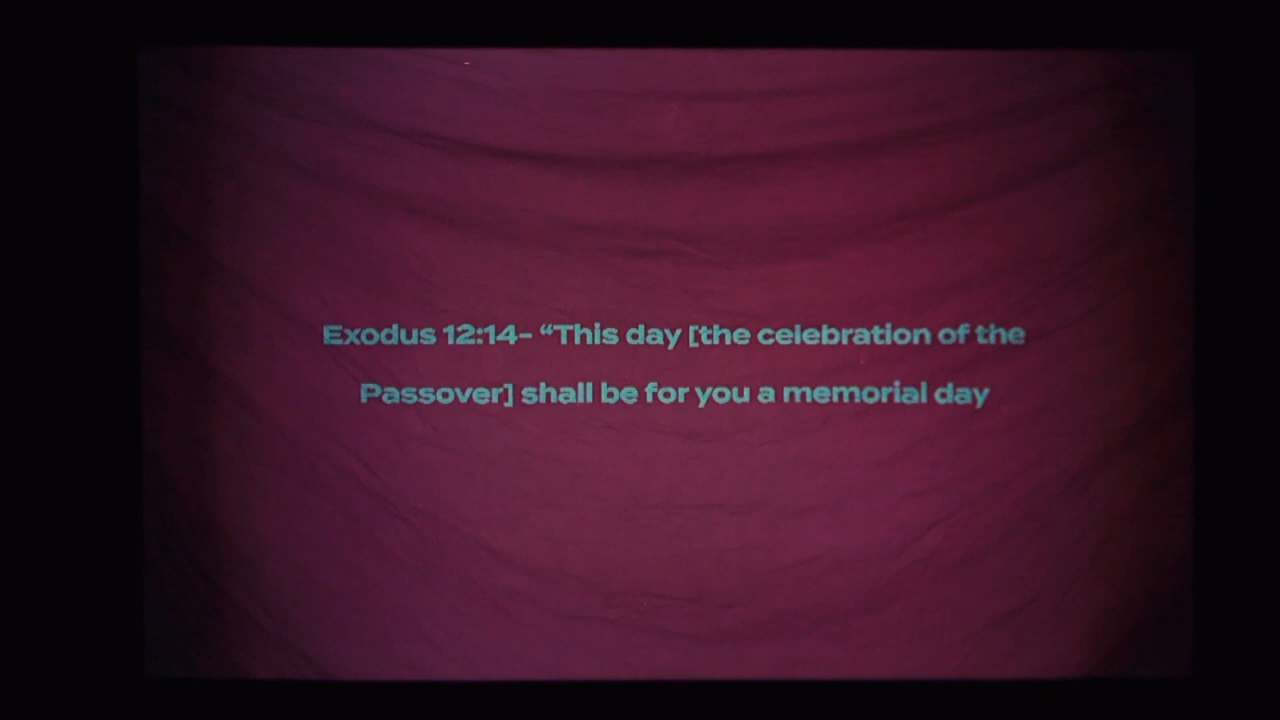 Exodus 12:14- “This day [the celebration of the
Passover] shall be for you a memorial day